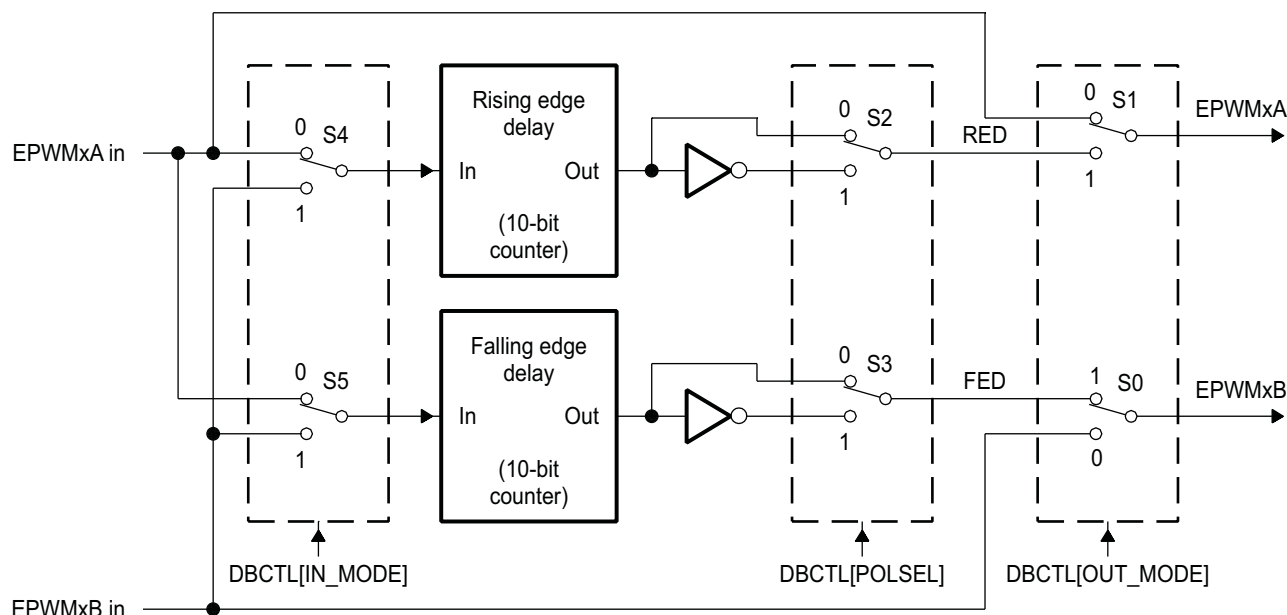 0
S1
EPWMxA
Rising edge
delay
0
S2
0
S4
RED
EPWMxA in
In
Out
1
1
1
(10-bit
counter)
Falling edge
delay
0
S3
1
S0
EPWMxB
0
S5
FED
In
Out
1
1
0
(10-bit
counter)
DBCTL[IN_MODE]
DBCTL[POLSEL]
DBCTL[OUT_MODE]
EPWMxB in